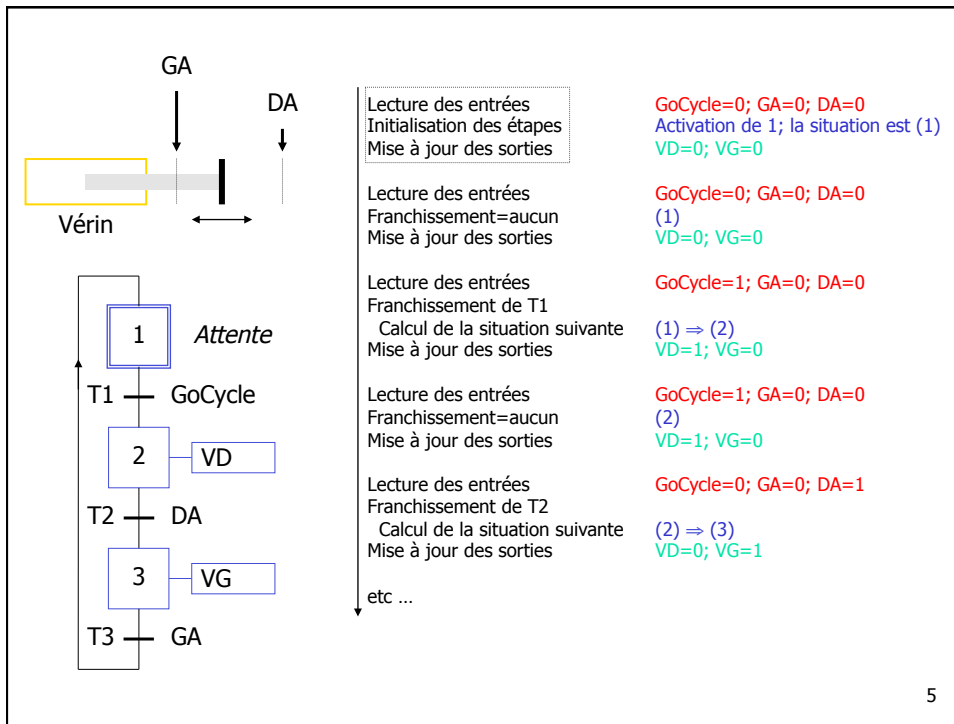 GA
DA
Vérin
1 Attente
T1 GoCycle
2 VD
T2 DA
3 VG
T3 GA
Lecture des entrées GoCycle=0; GA=0; DA=0
Initialisation des étapes Activation de 1; la situation est (1)
Mise à jour des sorties VD=0; VG=0
Lecture des entrées GoCycle=0; GA=0; DA=0
Franchissement=aucun (1)
Mise à jour des sorties VD=0; VG=0
Lecture des entrées GoCycle=1; GA=0; DA=0
Franchissement de T1
Calcul de la situation suivante (1) ⇒ (2)
Mise à jour des sorties VD=1; VG=0
Lecture des entrées GoCycle=1; GA=0; DA=0
Franchissement=aucun (2)
Mise à jour des sorties VD=1; VG=0
Lecture des entrées GoCycle=0; GA=0; DA=1
Franchissement de T2
Calcul de la situation suivante (2) ⇒ (3)
Mise à jour des sorties VD=0; VG=1
etc …
5